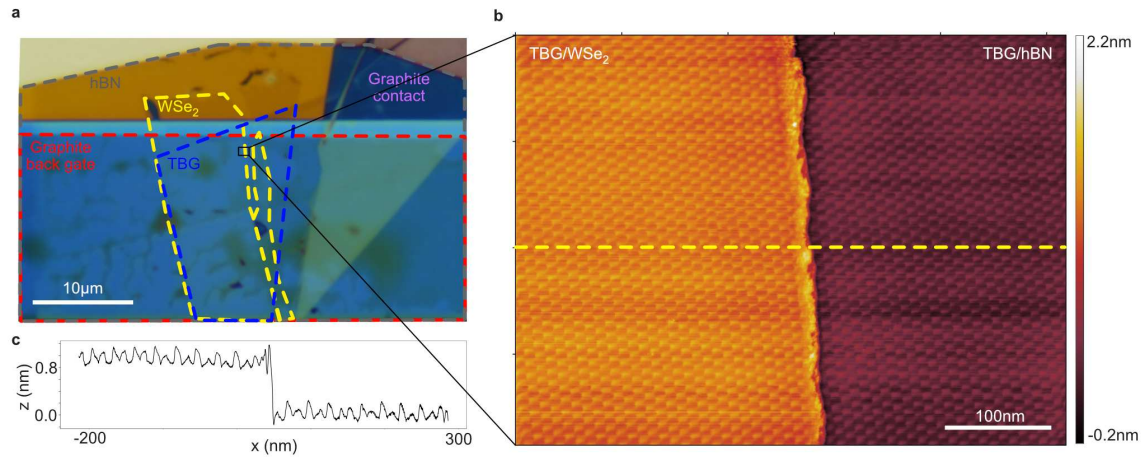 a
hBN
WSe₂
Graphite
contact
Graphite
back gate
TBG
10µm
b
TBG/WSe₂
TBG/hBN
100nm
2.2nm
-0.2nm
c
z (nm)
0.8
0.0
-200
x (nm)
300